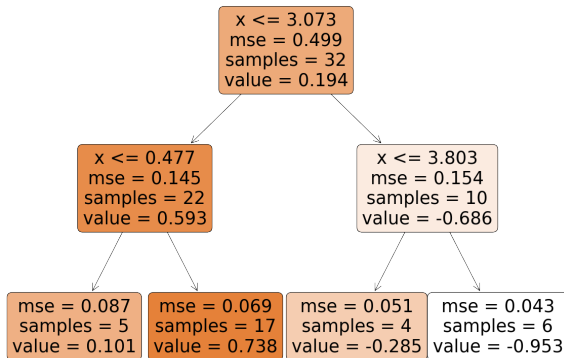 x <= 3.073
mse = 0.499
samples = 32
value = 0.194
x <= 0.477
mse = 0.145
samples = 22
value = 0.593
x <= 3.803
mse = 0.154
samples = 10
value = -0.686
mse = 0.087
samples = 5
value = 0.101
mse = 0.069
samples = 17
value = 0.738
mse = 0.051
samples = 4
value = -0.285
mse = 0.043
samples = 6
value = -0.953